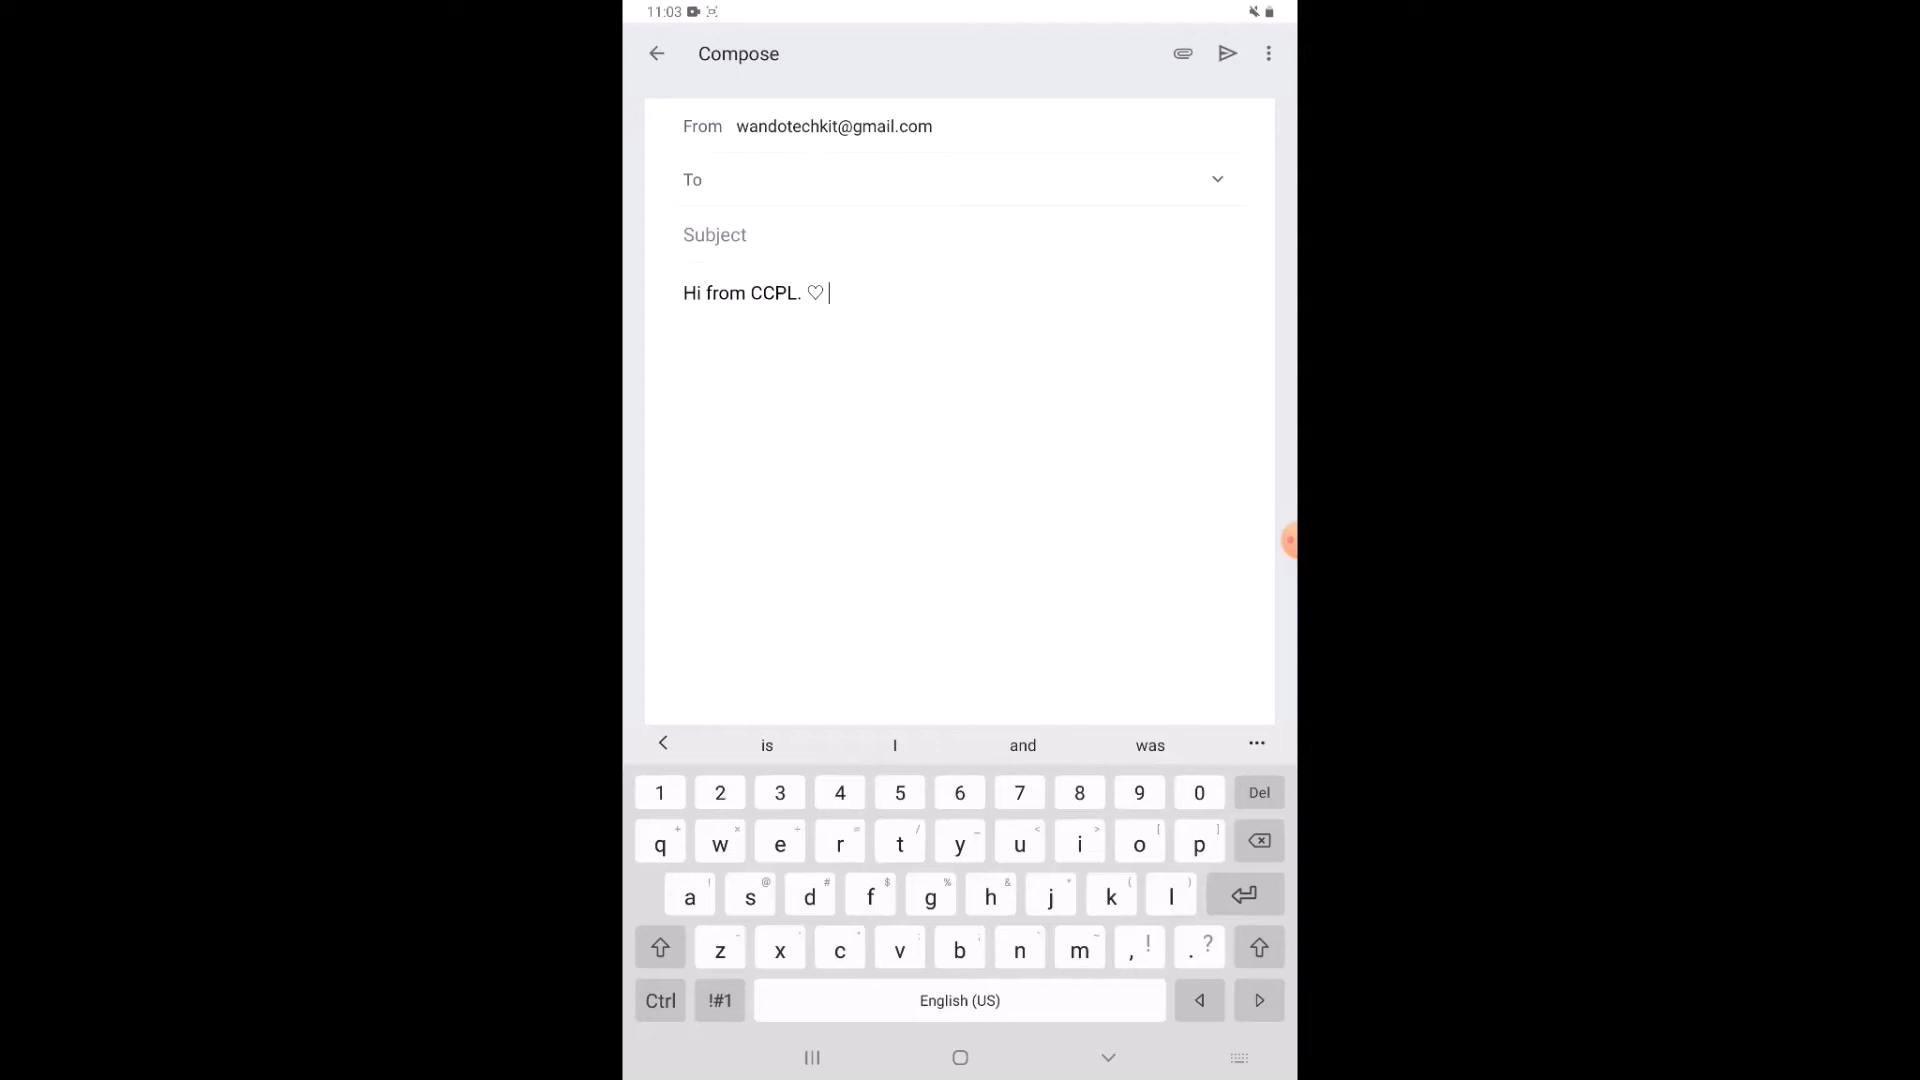 11:03
Compose
From wandotechkit@gmail.com
To
Subject
Hi from CCPL. ♡
is I and was ...
1 2 3 4 5 6 7 8 9 0 Del
q w e r t y u i o p
a s d f g h j k l
z x c v b n m , ! . ?
Ctrl !#1 English (US)